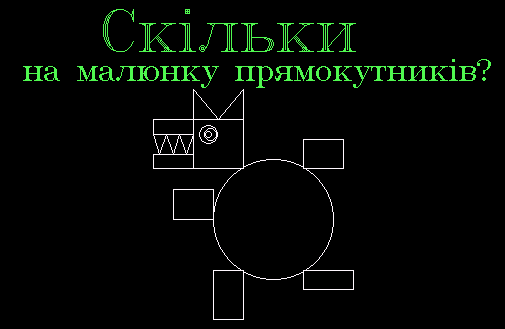 Скільки
на малюнку прямокутників?